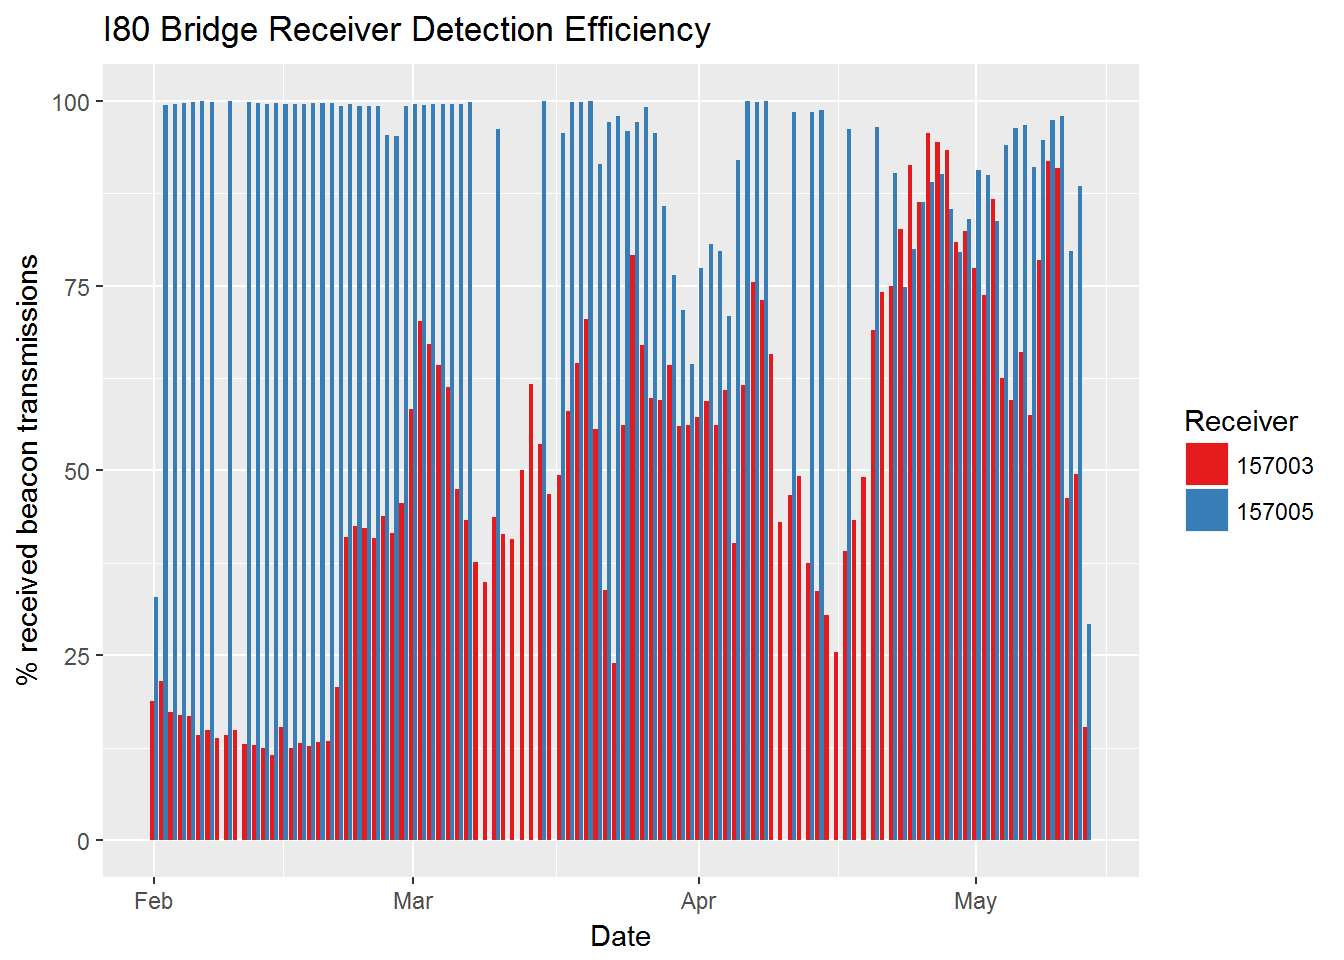 I80 Bridge Receiver Detection Efficiency
% received beacon transmissions
100
75
50
25
0
Feb
Mar
Apr
May
Date
Receiver
157003
157005